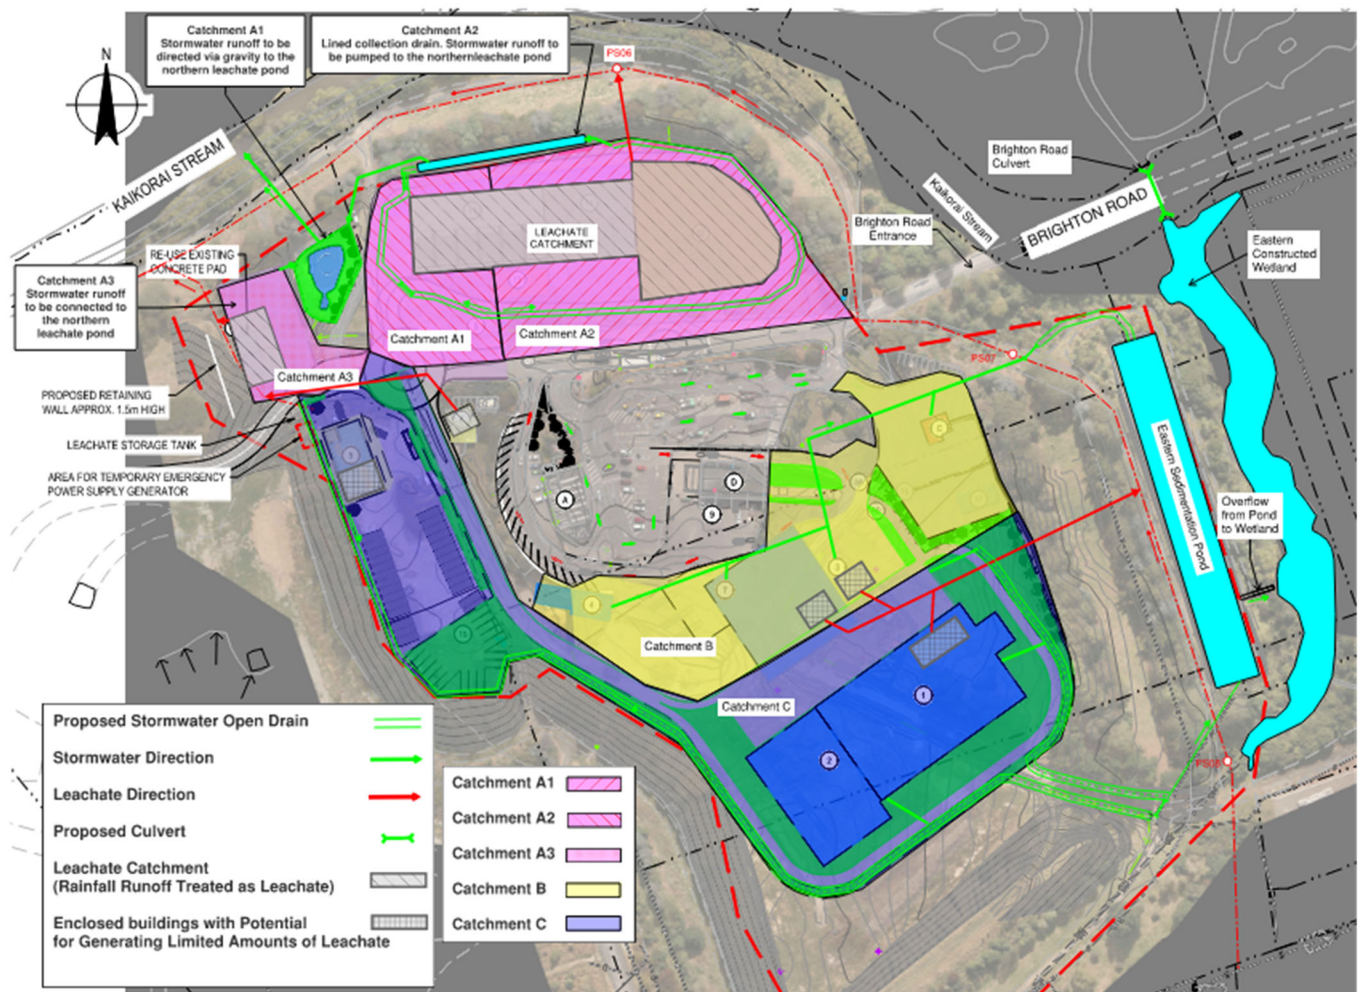 Catchment A1
Stormwater runoff to be
directed via gravity to the
northern leachate pond
Catchment A2
Lined collection drain. Stormwater runoff to
be pumped to the northernleachate pond
PS06
N
KAIKORAI STREAM
Brighton Road
Culvert
Kaikorai Stream
BRIGHTON ROAD
Brighton Road
Entrance
Eastern
Constructed
Wetland
LEACHATE
CATCHMENT
RE-USE EXISTING
CONCRETE PAD
Catchment A3
Stormwater runoff
to be connected to
the northern
leachate pond
Catchment A1
Catchment A2
Catchment A3
PS07
PROPOSED RETAINING
WALL APPROX. 1.5m HIGH
LEACHATE STORAGE TANK
AREA FOR TEMPORARY EMERGENCY
POWER SUPPLY GENERATOR
C
D
A
9
Eastern Sedimentation Pond
Overflow
from Pond
to Wetland
Catchment B
Catchment C
1
2
PS08
Proposed Stormwater Open Drain
Stormwater Direction
Leachate Direction
Proposed Culvert
Leachate Catchment
(Rainfall Runoff Treated as Leachate)
Enclosed buildings with Potential
for Generating Limited Amounts of Leachate
Catchment A1
Catchment A2
Catchment A3
Catchment B
Catchment C